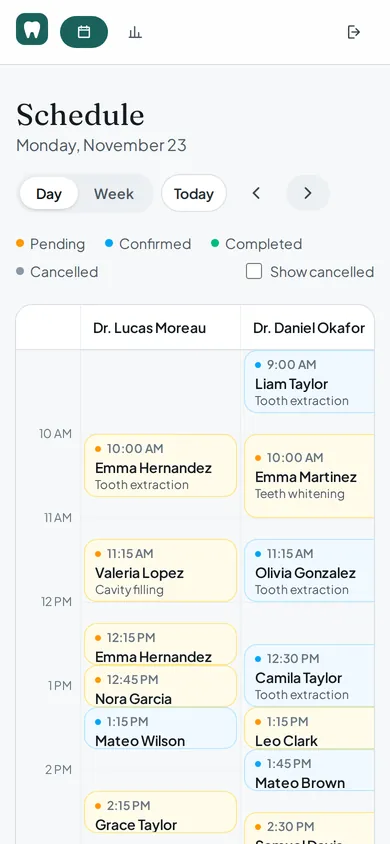 Schedule
Monday, November 23
Day Week Today
Pending Confirmed Completed
Cancelled Show cancelled
Dr. Lucas Moreau Dr. Daniel Okafor
9:00 AM
Liam Taylor
Tooth extraction
10 AM
10:00 AM
Emma Hernandez
Tooth extraction
10:00 AM
Emma Martinez
Teeth whitening
11 AM
11:15 AM
Valeria Lopez
Cavity filling
11:15 AM
Olivia Gonzalez
Tooth extraction
12 PM
12:15 PM
Emma Hernandez
12:30 PM
Camila Taylor
Tooth extraction
12:45 PM
Nora Garcia
1 PM
1:15 PM
Mateo Wilson
1:15 PM
Leo Clark
1:45 PM
Mateo Brown
2 PM
2:15 PM
Grace Taylor
2:30 PM
Samuel Davis